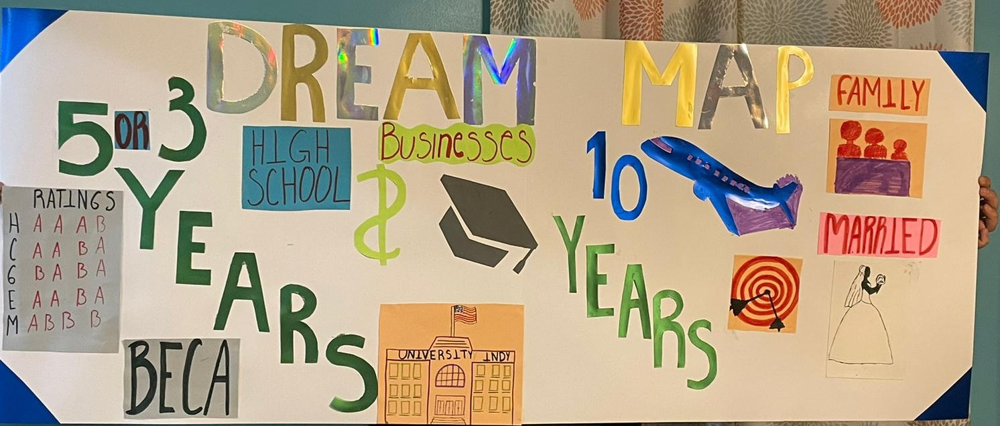 DREAM MAP
5 OR 3
YEARS
HIGH
SCHOOL
Businesses
$
RATINGS
H A A A B
C A A B A
G B A B A
E A A B A
M A B B B
BECA
UNIVERSITY INDY
10
YEARS
FAMILY
MARRIED